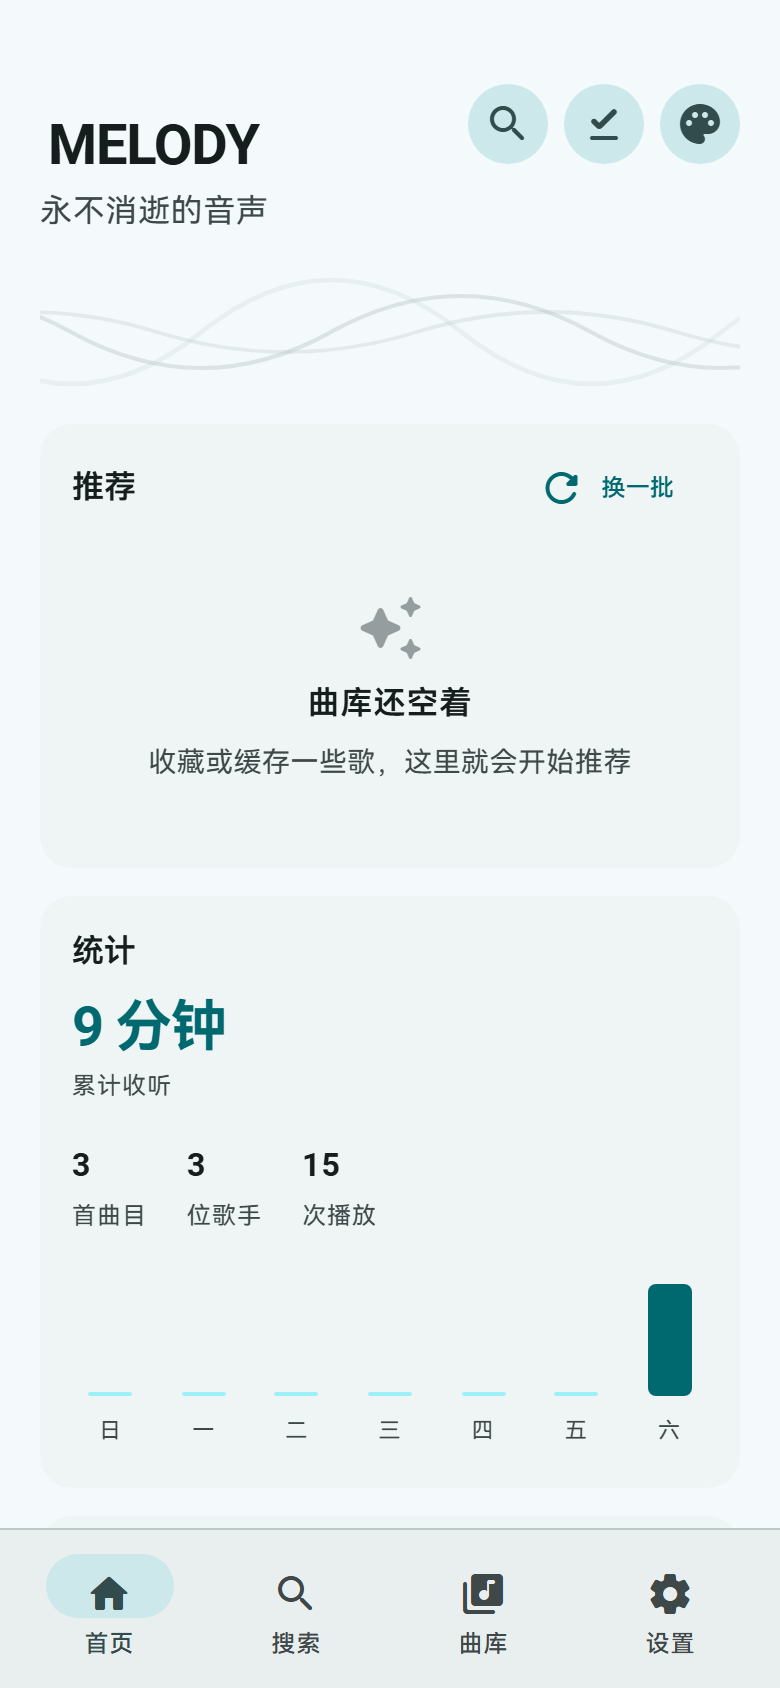 MELODY
永不消逝的音声
推荐
换一批
曲库还空着
收藏或缓存一些歌，这里就会开始推荐
统计
9 分钟
累计收听
3 3 15
首曲目 位歌手 次播放
日 一 二 三 四 五 六
首页 搜索 曲库 设置